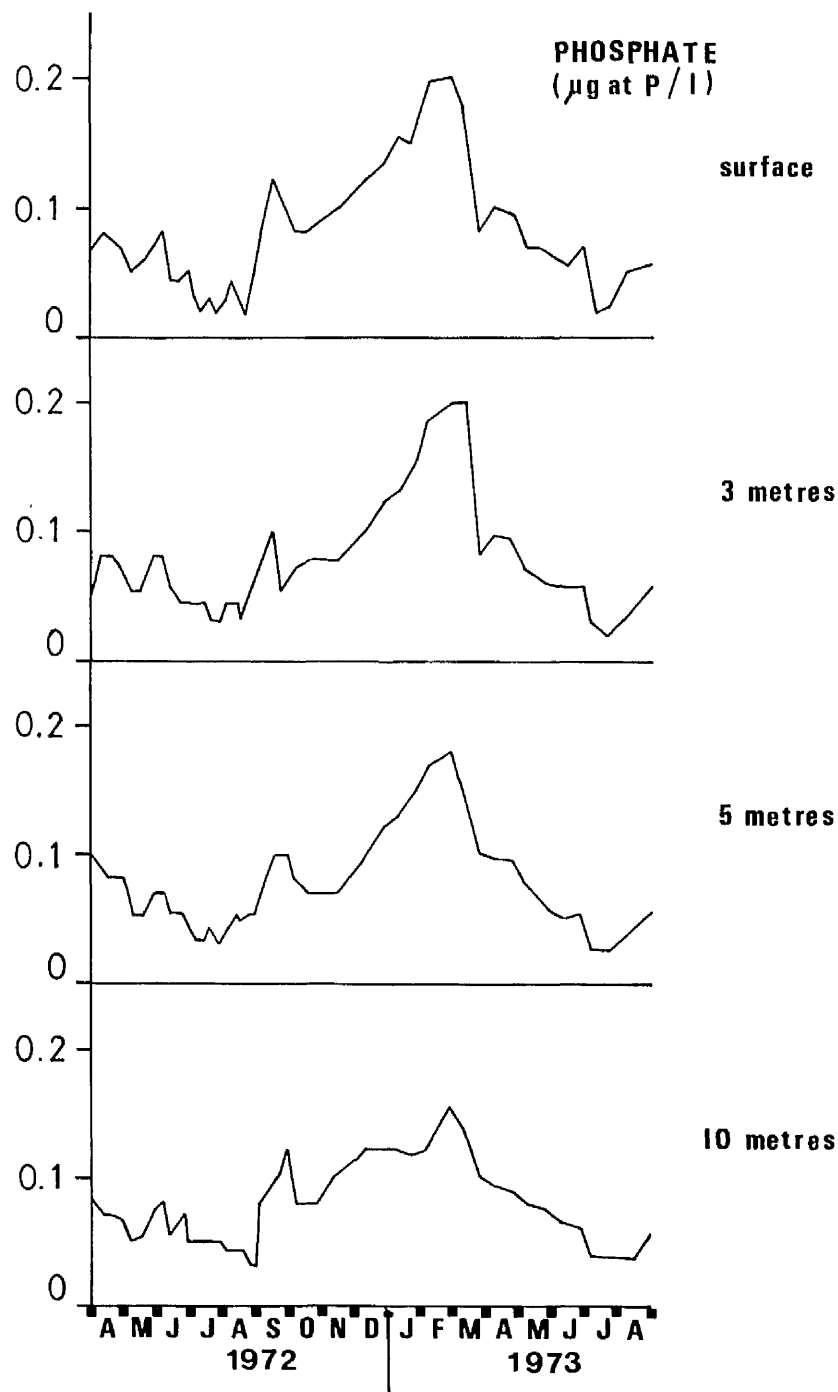 PHOSPHATE
(µg at P/l)
0.2
0.1
0
surface
0.2
0.1
0
3 metres
0.2
0.1
0
5 metres
0.2
0.1
0
10 metres
A M J J A S O N D J F M A M J J A
1972 1973